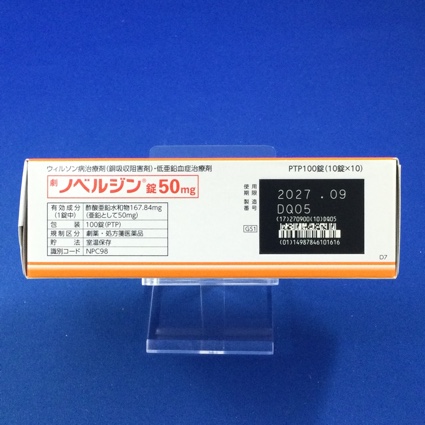 ウィルソン病治療剤(銅吸収阻害剤)・低亜鉛血症治療剤
PTP100錠(10錠×10)
劇 ノベルジン®錠50mg
有効成分 酢酸亜鉛水和物167.84mg
(1錠中) (亜鉛として50mg)
包装 100錠(PTP)
規制区分 劇薬・処方箋医薬品
貯法 室温保存
識別コード NPC98
使用期限 2027.09
製造番号 DQ05
(17)270900(10)DQ05
GS1
(01)14987846101616
D7